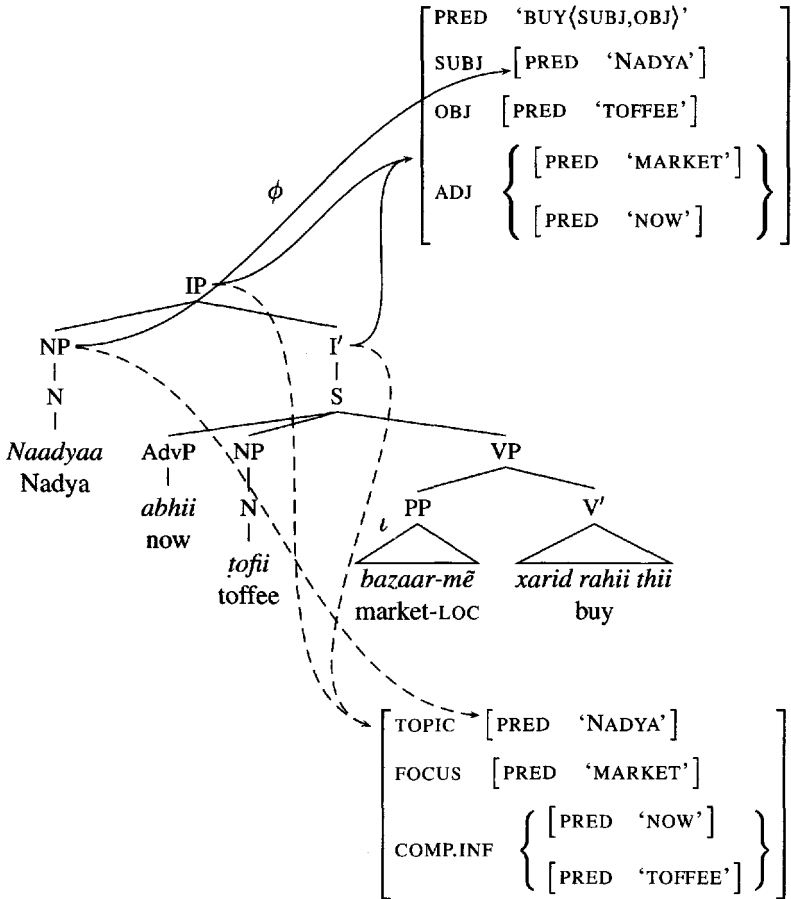 PRED ‘BUY⟨SUBJ,OBJ⟩’
SUBJ [PRED ‘NADYA’]
OBJ [PRED ‘TOFFEE’]
[PRED ‘MARKET’]
ADJ
[PRED ‘NOW’]
ϕ
IP
NP I′
N S
Naadyaa AdvP NP VP
Nadya
abhii N PP ι V′
now
ṭofii bazaar-mẽ xarid rahii thii
toffee market-LOC buy
TOPIC [PRED ‘NADYA’]
FOCUS [PRED ‘MARKET’]
[PRED ‘NOW’]
COMP.INF
[PRED ‘TOFFEE’]